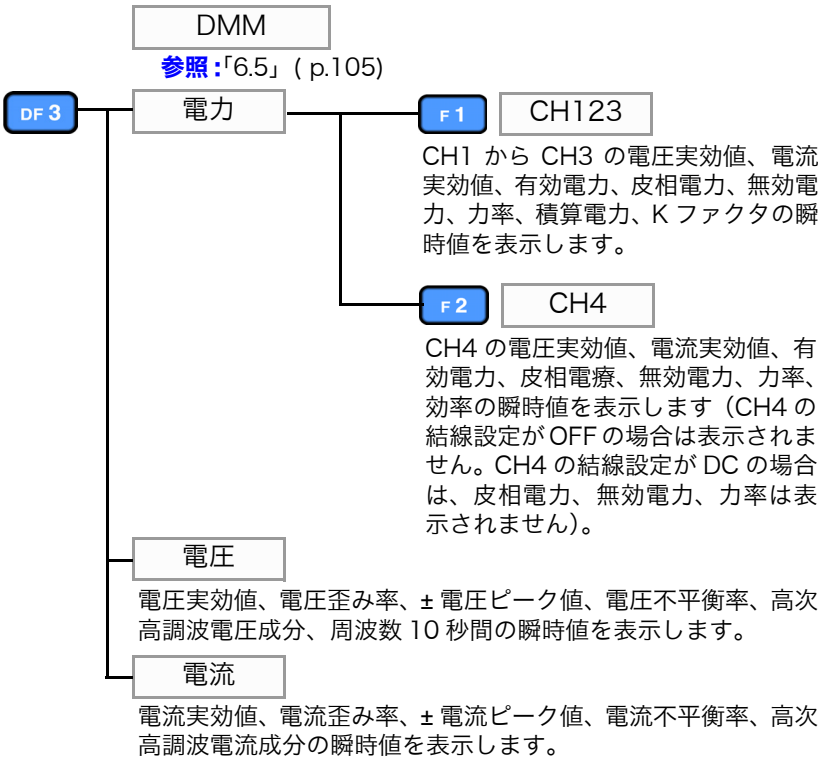 DMM
参照:「6.5」( p.105)
DF 3
電力
F 1
CH123
CH1 から CH3 の電圧実効値、電流
実効値、有効電力、皮相電力、無効電
力、力率、積算電力、K ファクタの瞬
時値を表示します。
F 2
CH4
CH4 の電圧実効値、電流実効値、有
効電力、皮相電療、無効電力、力率、
効率の瞬時値を表示します（CH4 の
結線設定が OFF の場合は表示されま
せん。CH4 の結線設定が DC の場合
は、皮相電力、無効電力、力率は表
示されません）。
電圧
電圧実効値、電圧歪み率、± 電圧ピーク値、電圧不平衡率、高次
高調波電圧成分、周波数 10 秒間の瞬時値を表示します。
電流
電流実効値、電流歪み率、± 電流ピーク値、電流不平衡率、高次
高調波電流成分の瞬時値を表示します。